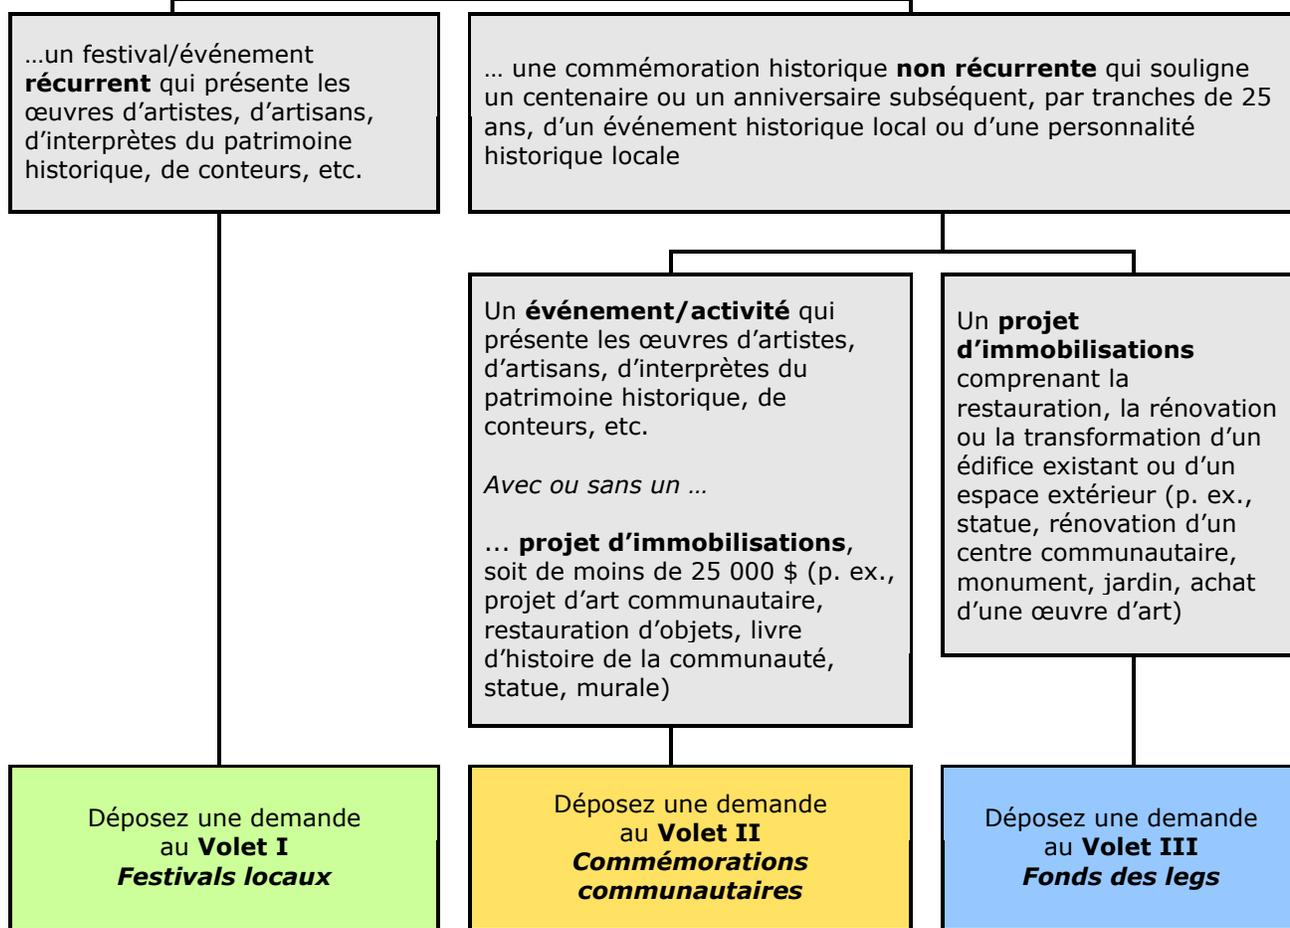 …un festival/événement
récurrent qui présente les
œuvres d’artistes, d’artisans,
d’interprètes du patrimoine
historique, de conteurs, etc.
… une commémoration historique non récurrente qui souligne
un centenaire ou un anniversaire subséquent, par tranches de 25
ans, d’un événement historique local ou d’une personnalité
historique locale
Un événement/activité qui
présente les œuvres d’artistes,
d’artisans, d’interprètes du
patrimoine historique, de
conteurs, etc.
Avec ou sans un …
… projet d’immobilisations,
soit de moins de 25 000 $ (p. ex.,
projet d’art communautaire,
restauration d’objets, livre
d’histoire de la communauté,
statue, murale)
Un projet
d’immobilisations
comprenant la
restauration, la rénovation
ou la transformation d’un
édifice existant ou d’un
espace extérieur (p. ex.,
statue, rénovation d’un
centre communautaire,
monument, jardin, achat
d’une œuvre d’art)
Déposez une demande
au Volet I
Festivals locaux
Déposez une demande
au Volet II
Commémorations
communautaires
Déposez une demande
au Volet III
Fonds des legs